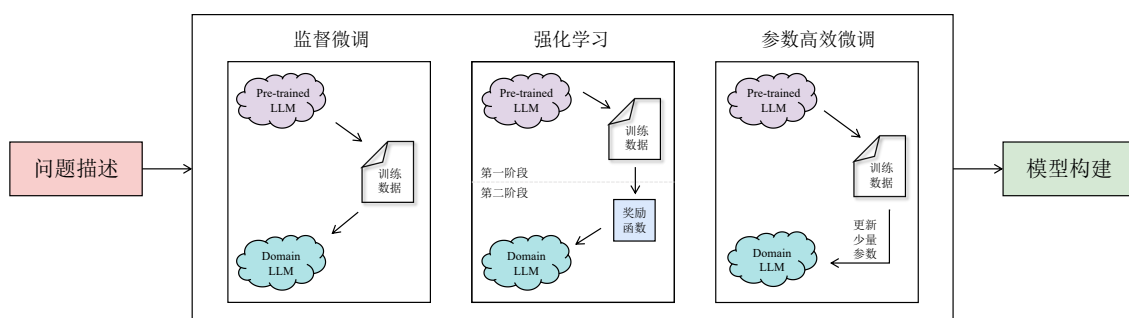 问题描述
监督微调
Pre-trained
LLM
训练
数据
Domain
LLM
强化学习
Pre-trained
LLM
训练
数据
第一阶段
第二阶段
奖励
函数
Domain
LLM
参数高效微调
Pre-trained
LLM
训练
数据
更新
少量
参数
Domain
LLM
模型构建